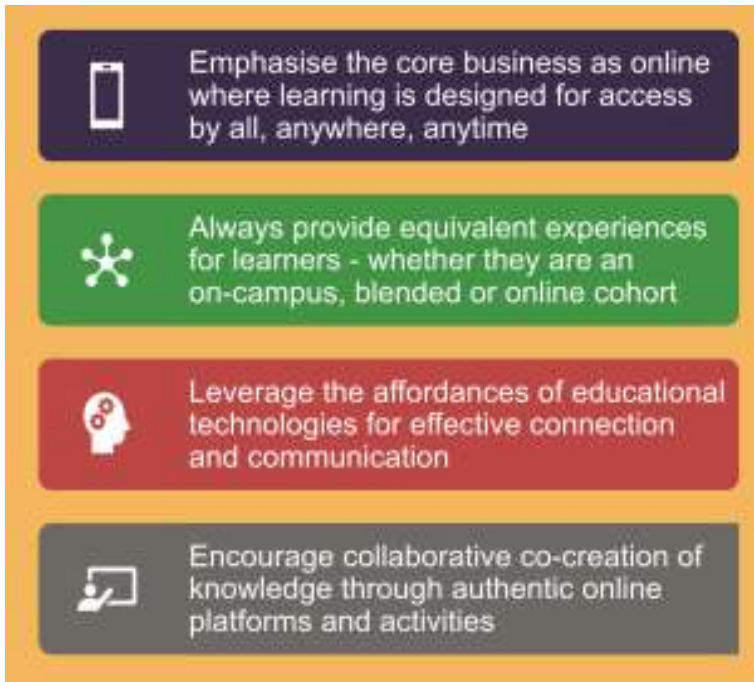 Emphasise the core business as online
where learning is designed for access
by all, anywhere, anytime
Always provide equivalent experiences
for learners - whether they are an
on-campus, blended or online cohort
Leverage the affordances of educational
technologies for effective connection
and communication
Encourage collaborative co-creation of
knowledge through authentic online
platforms and activities